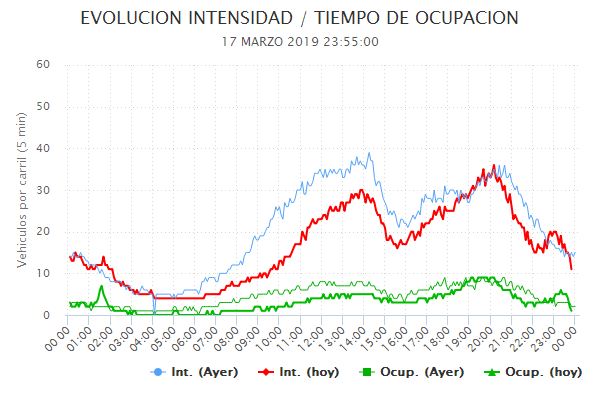 EVOLUCION INTENSIDAD / TIEMPO DE OCUPACION
17 MARZO 2019 23:55:00
Vehiculos por carril (5 min)
60
50
40
30
20
10
0
00:00 01:00 02:00 03:00 04:00 05:00 06:00 07:00 08:00 09:00 10:00 11:00 12:00 13:00 14:00 15:00 16:00 17:00 18:00 19:00 20:00 21:00 22:00 23:00 00:00
Int. (Ayer) Int. (hoy) Ocup. (Ayer) Ocup. (hoy)